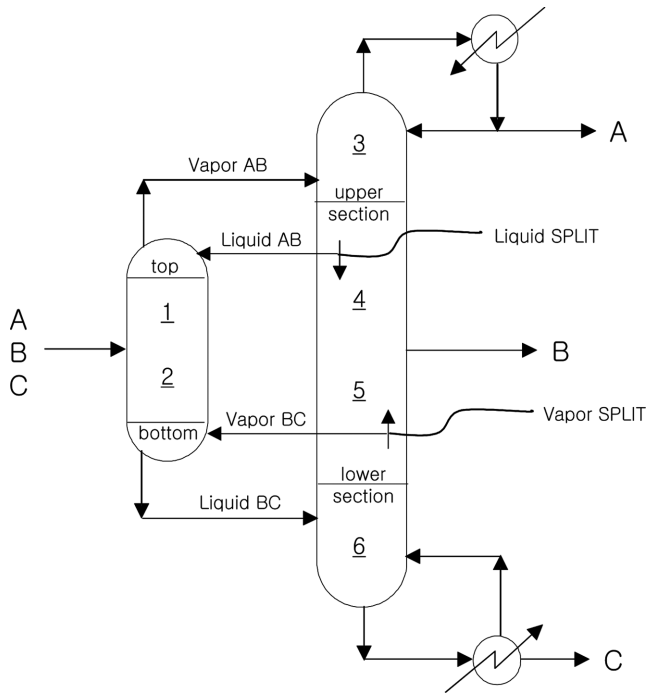 A
3
Vapor AB
upper
section
Liquid AB
Liquid SPLIT
top
4
1
A
B
C
B
2
5
Vapor BC
Vapor SPLIT
bottom
lower
section
Liquid BC
6
C